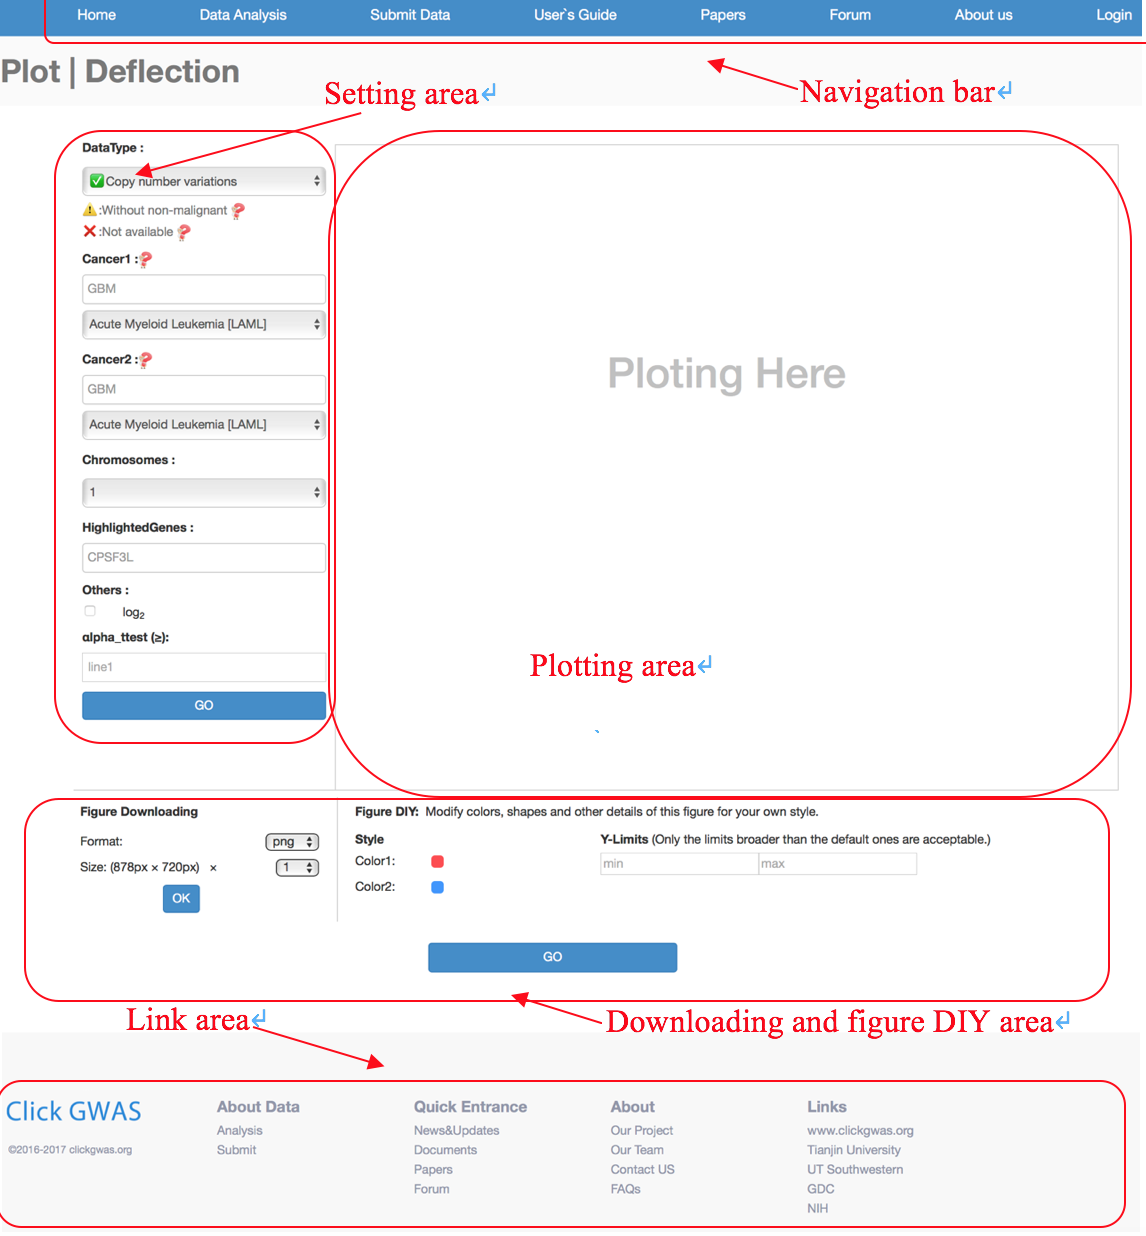 Home Data Analysis Submit Data User`s Guide Papers Forum About us Login
Plot | Deflection
Setting area
Navigation bar
DataType :
Copy number variations
:Without non-malignant
:Not available
Cancer1 :
GBM
Acute Myeloid Leukemia [LAML]
Cancer2 :
GBM
Acute Myeloid Leukemia [LAML]
Chromosomes :
1
HighlightedGenes :
CPSF3L
Others :
log2
alpha_ttest (≥):
line1
GO
Ploting Here
Plotting area
Figure Downloading
Format: png
Size: (878px × 720px) × 1
OK
Figure DIY: Modify colors, shapes and other details of this figure for your own style.
Style
Color1:
Color2:
Y-Limits (Only the limits broader than the default ones are acceptable.)
min max
GO
Link area
Downloading and figure DIY area
Click GWAS
©2016-2017 clickgwas.org
About Data
Analysis
Submit
Quick Entrance
News&Updates
Documents
Papers
Forum
About
Our Project
Our Team
Contact US
FAQs
Links
www.clickgwas.org
Tianjin University
UT Southwestern
GDC
NIH